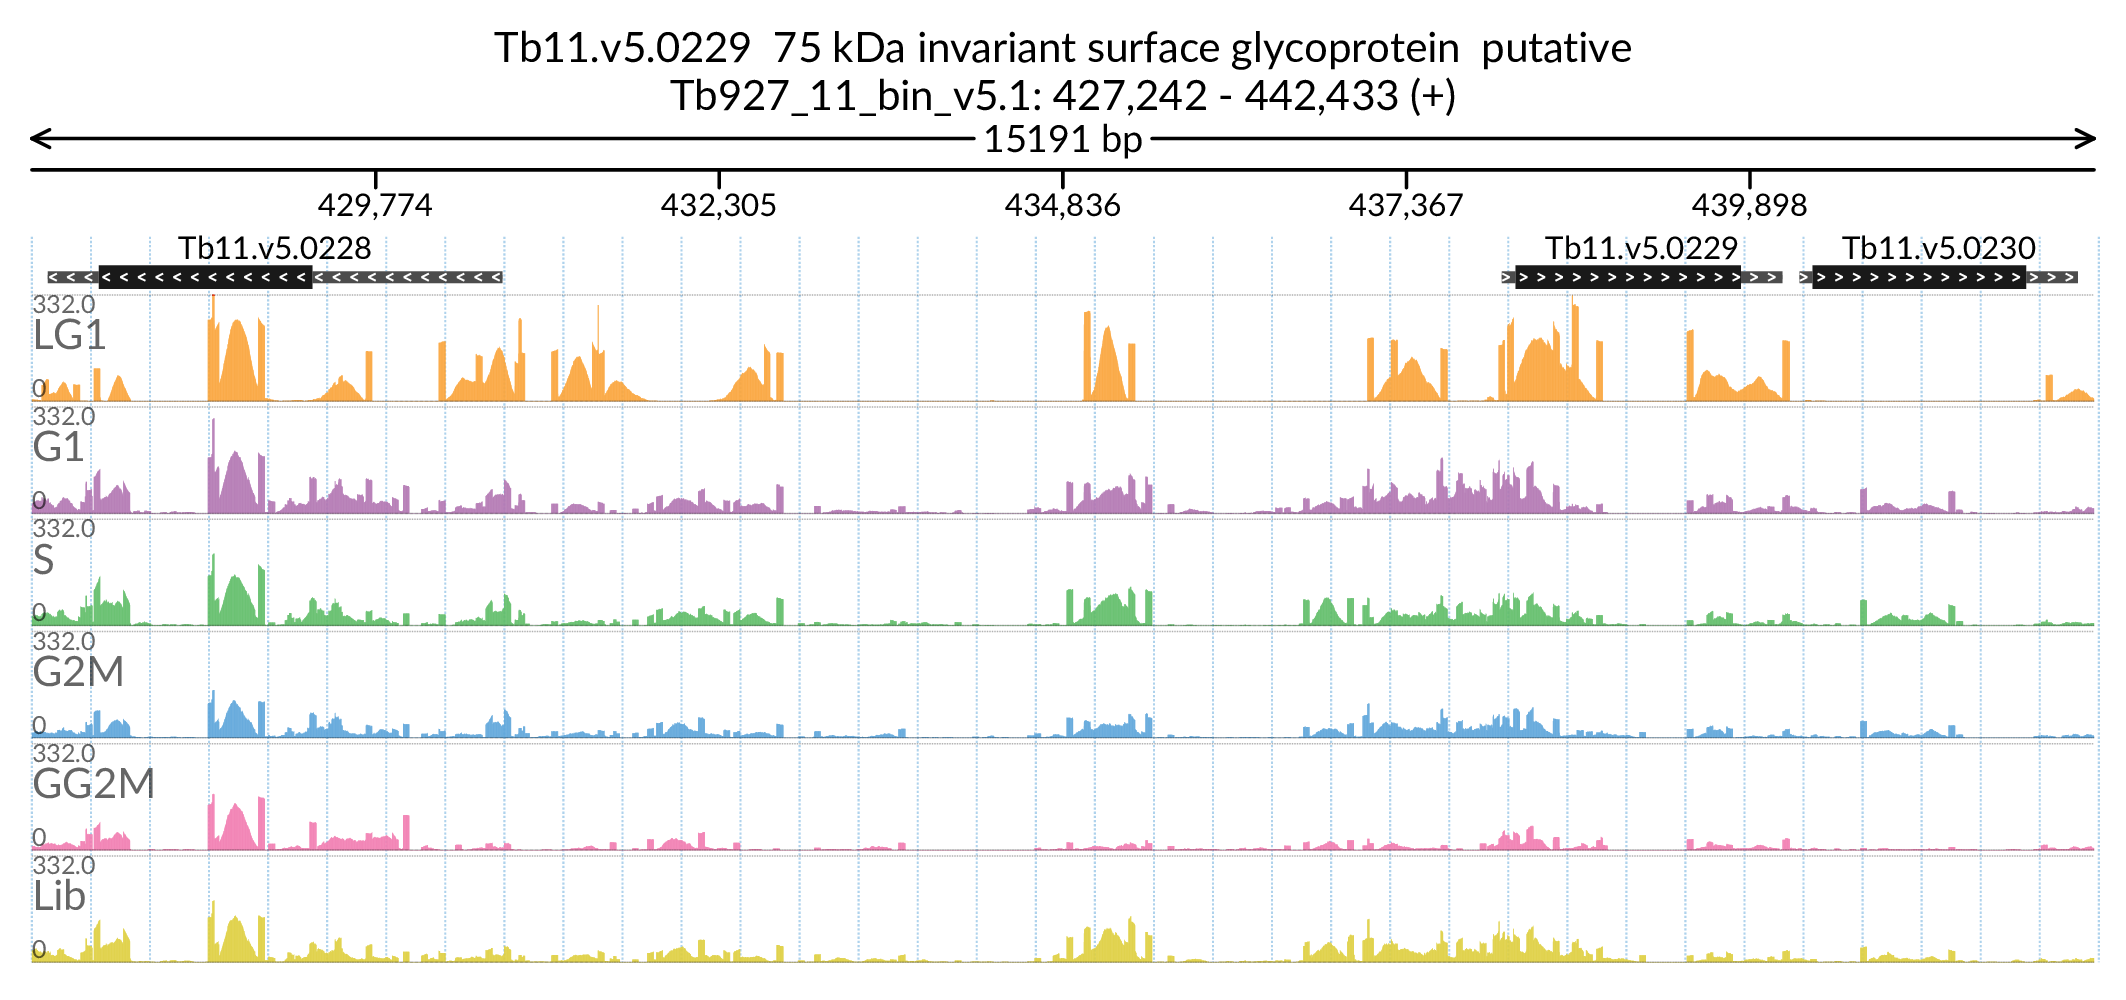 Tb11.v5.0229 75 kDa invariant surface glycoprotein putative
Tb927_11_bin_v5.1: 427,242 - 442,433 (+)
15191 bp
429,774 432,305 434,836 437,367 439,898
Tb11.v5.0228 Tb11.v5.0229 Tb11.v5.0230
332.0
LG1
0
332.0
G1
0
332.0
S
0
332.0
G2M
0
332.0
GG2M
0
332.0
Lib
0